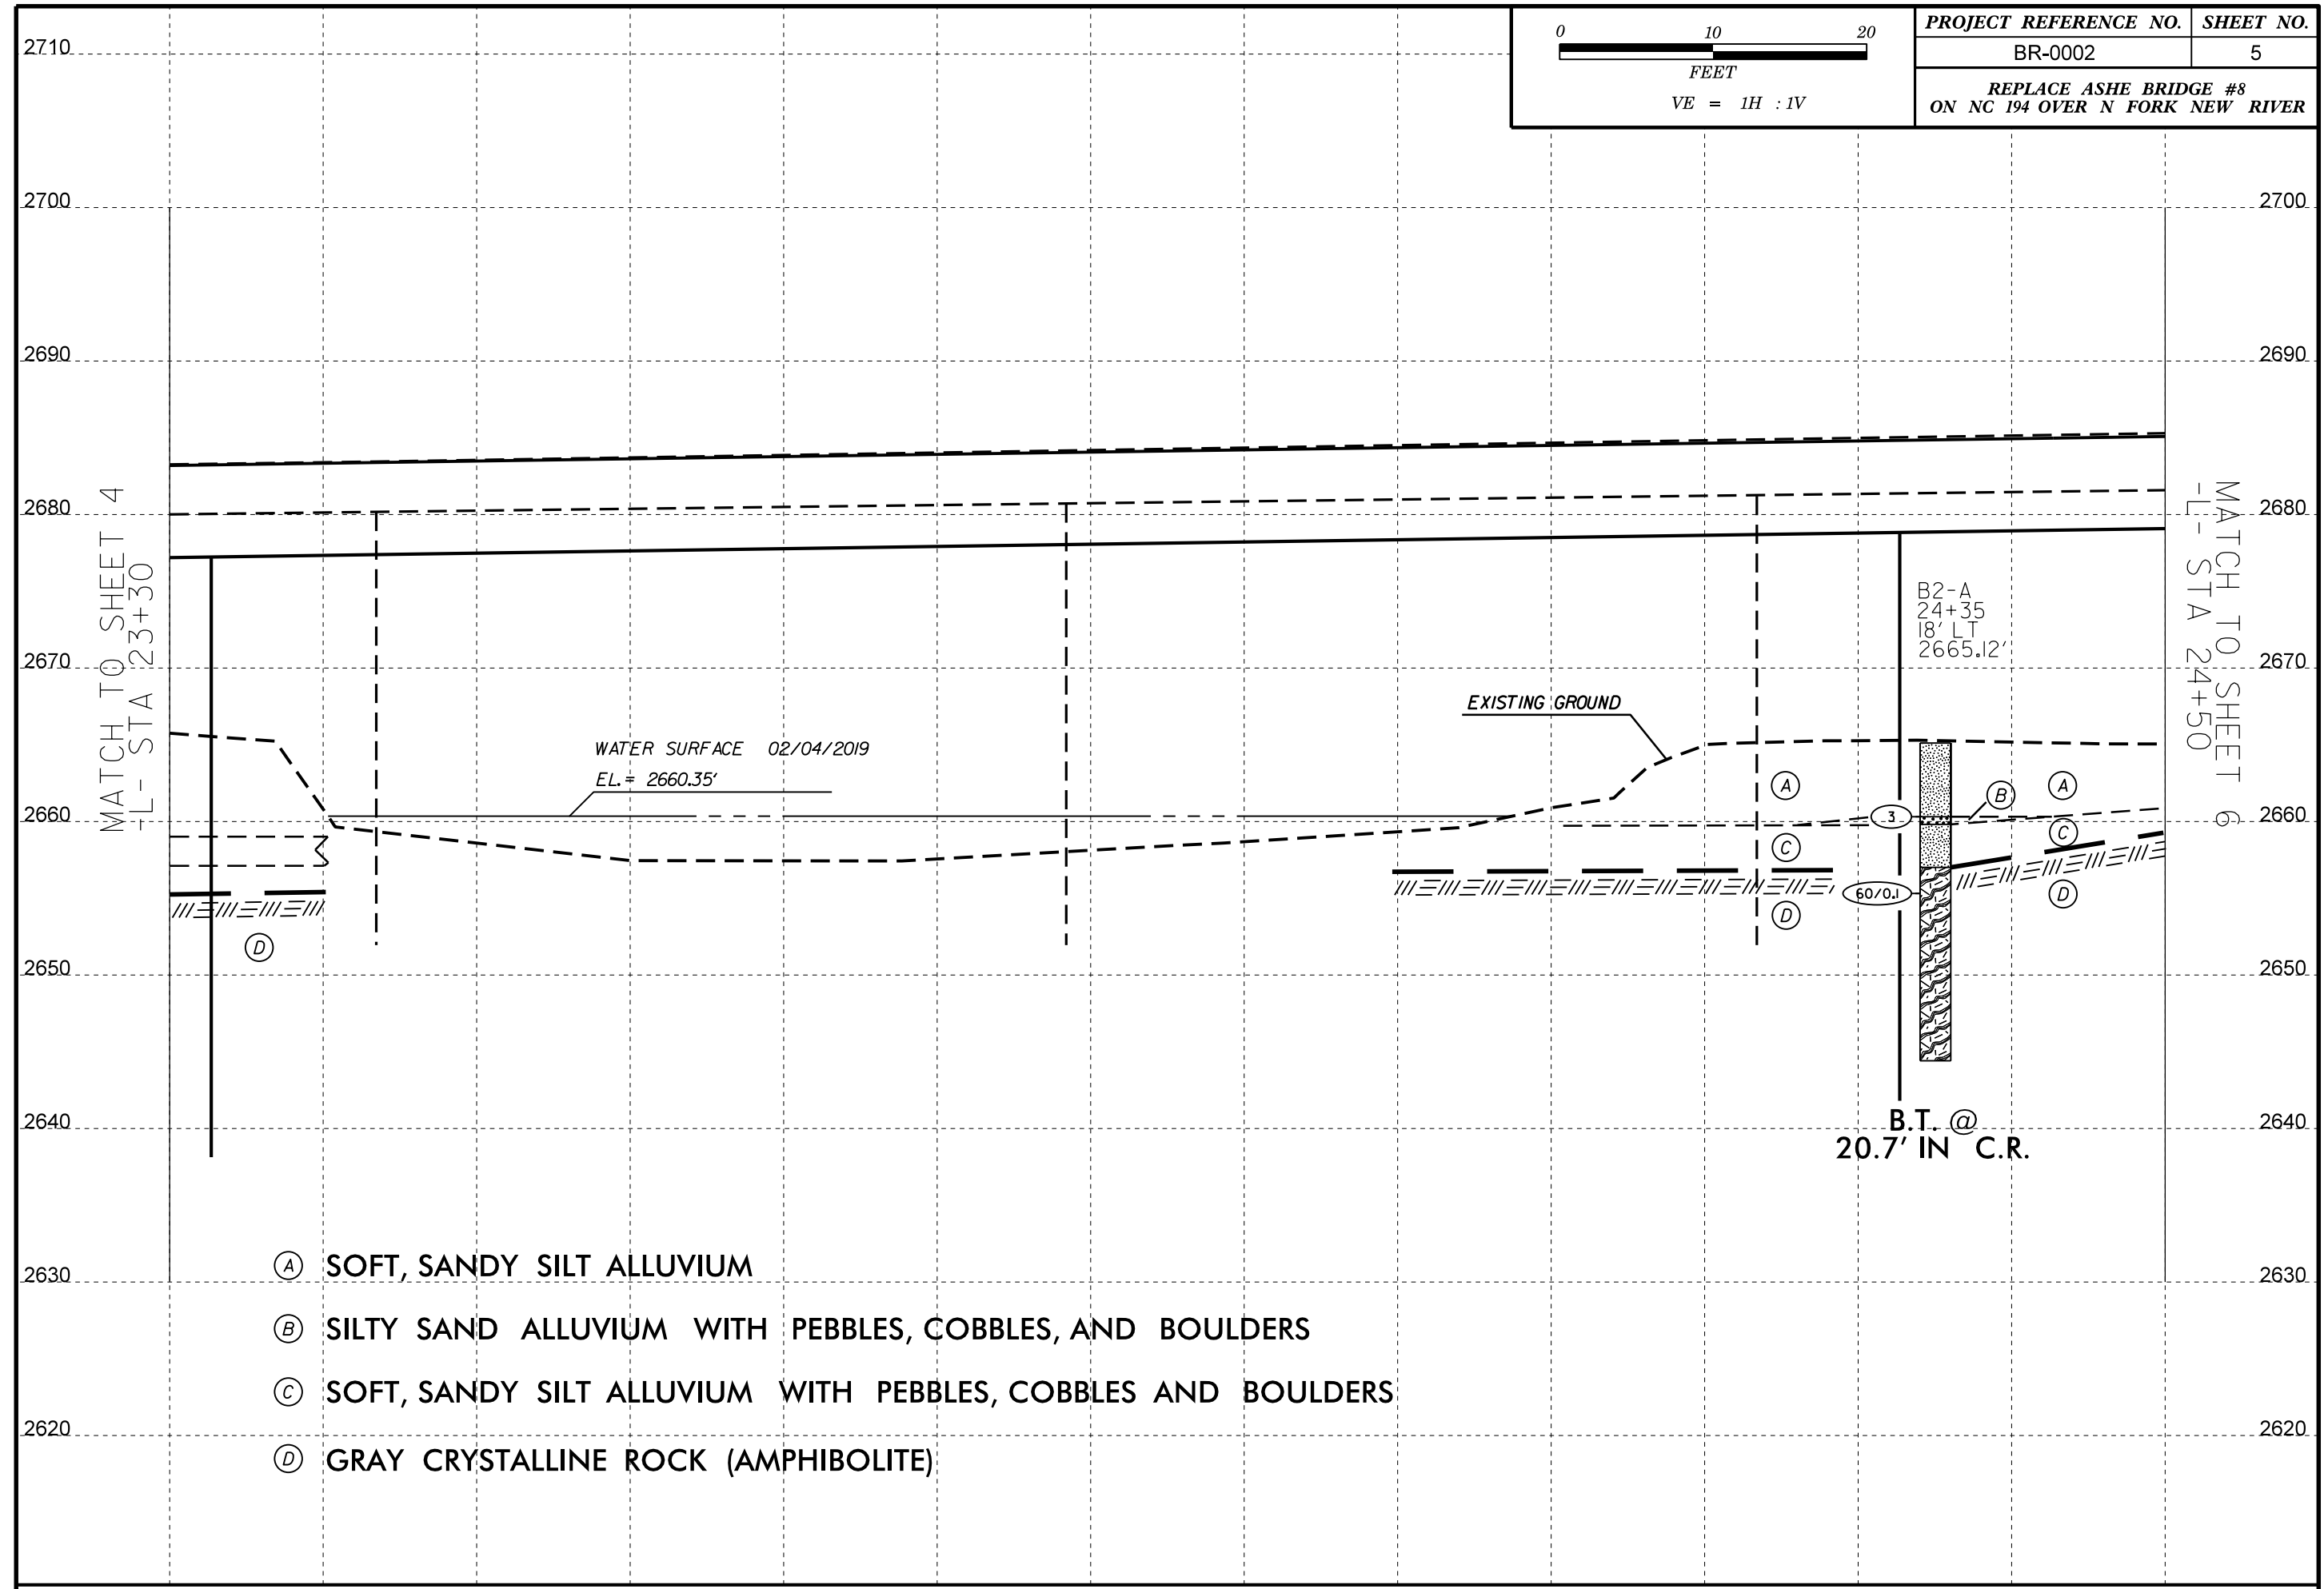 0 10 20
FEET
VE = 1H : 1V
PROJECT REFERENCE NO. SHEET NO.
BR-0002 5
REPLACE ASHE BRIDGE #8
ON NC 194 OVER N FORK NEW RIVER
2710
2700 2700
2690 2690
2680 2680
2670 2670
2660 2660
2650 2650
2640 2640
2630 2630
2620 2620
MATCH TO SHEET 4
-L- STA 23+30
MATCH TO SHEET 6
-L- STA 24+50
B2-A
24+35
18' LT
2665.12'
EXISTING GROUND
WATER SURFACE 02/04/2019
EL.= 2660.35'
A
B
A
3
C
C
60/0.1
D
D
D
B.T. @
20.7' IN C.R.
A SOFT, SANDY SILT ALLUVIUM
B SILTY SAND ALLUVIUM WITH PEBBLES, COBBLES, AND BOULDERS
C SOFT, SANDY SILT ALLUVIUM WITH PEBBLES, COBBLES AND BOULDERS
D GRAY CRYSTALLINE ROCK (AMPHIBOLITE)